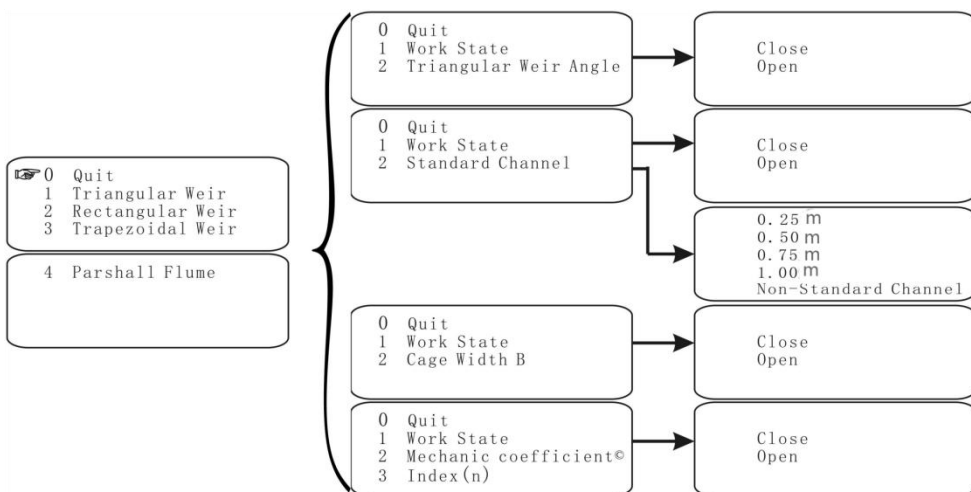 0 Quit
1 Triangular Weir
2 Rectangular Weir
3 Trapezoidal Weir
4 Parshall Flume
0 Quit
1 Work State
2 Triangular Weir Angle
Close
Open
0 Quit
1 Work State
2 Standard Channel
Close
Open
0.25 m
0.50 m
0.75 m
1.00 m
Non-Standard Channel
0 Quit
1 Work State
2 Cage Width B
Close
Open
0 Quit
1 Work State
2 Mechanic coefficient©
3 Index(n)
Close
Open